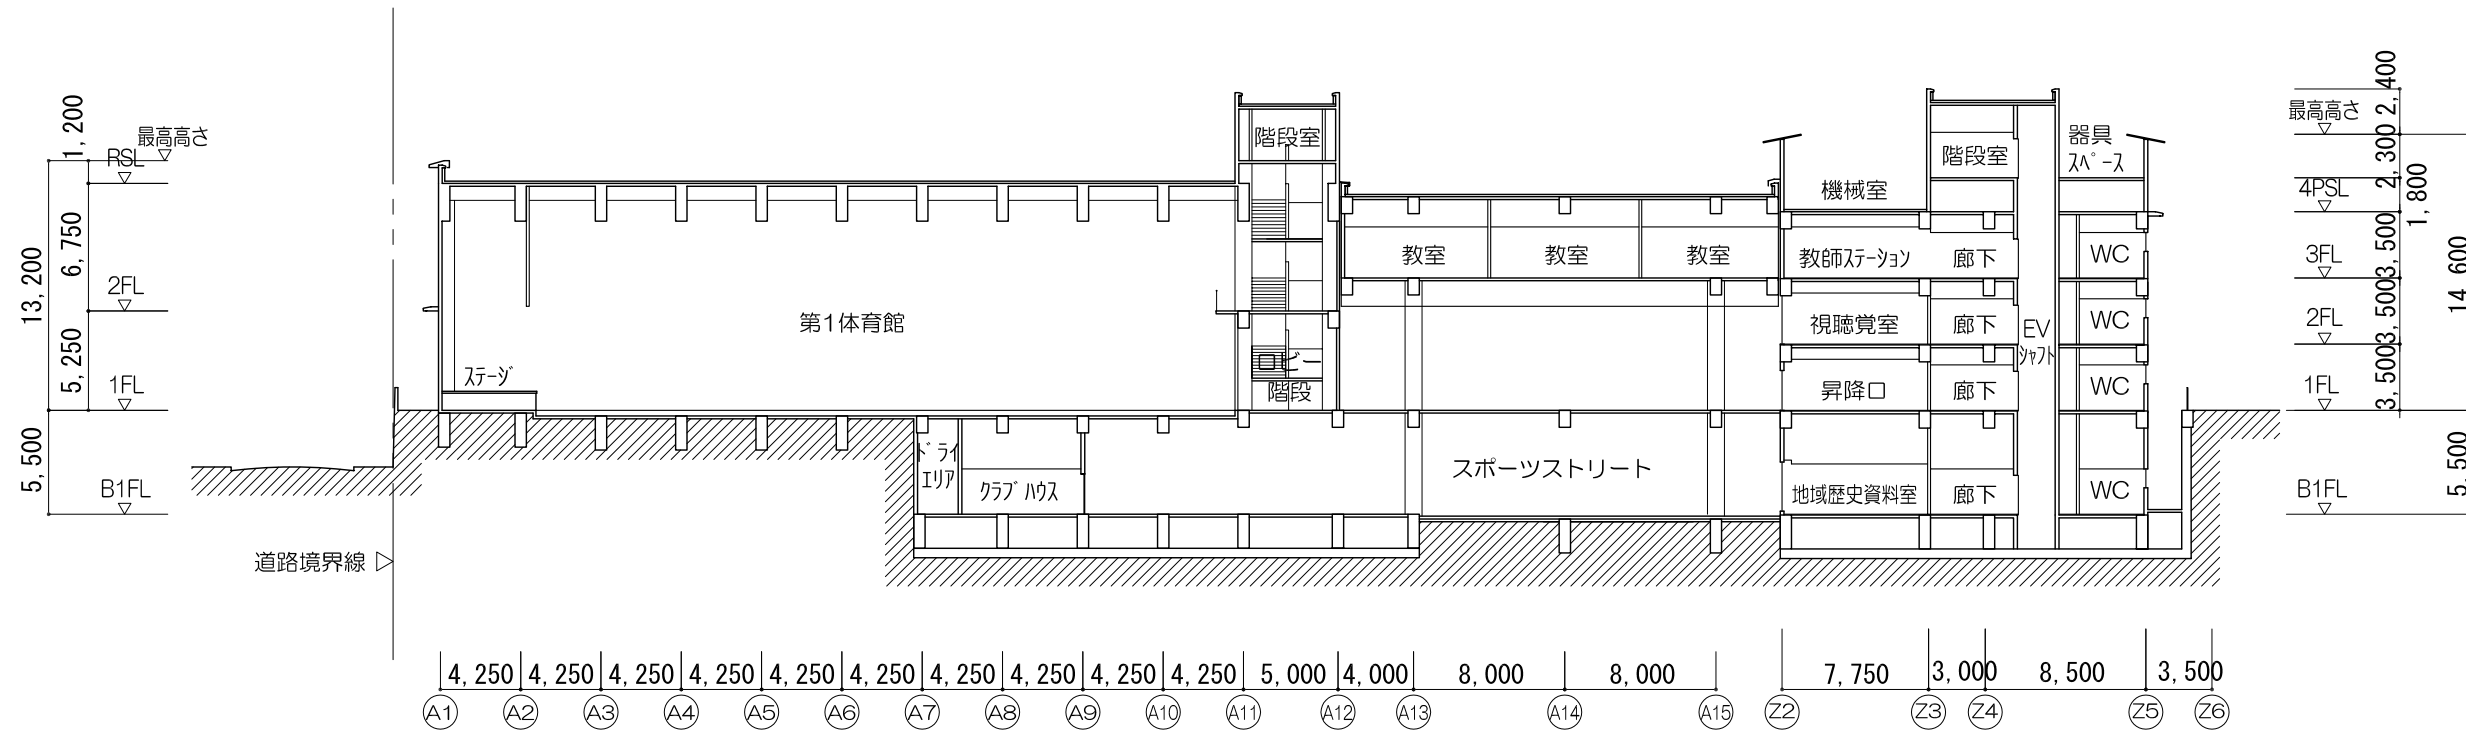 1,200
最高高さ
RSL
6,750
13,200
2FL
5,250
1FL
5,500
B1FL
道路境界線
ステージ
第1体育館
階段室
ロビー
階段
ドライ
エリア
クラブハウス
教室
教室
教室
スポーツストリート
機械室
教師ステーション
視聴覚室
昇降口
地域歴史資料室
階段室
廊下
廊下
廊下
廊下
EV
シャフト
器具
スペース
WC
WC
WC
WC
2,400
最高高さ
2,300
4PSL
1,800
3,500
3FL
3,500
2FL
3,500
1FL
14,600
5,500
B1FL
4,250 4,250 4,250 4,250 4,250 4,250 4,250 4,250 4,250 4,250 5,000 4,000 8,000 8,000 7,750 3,000 8,500 3,500
A1 A2 A3 A4 A5 A6 A7 A8 A9 A10 A11 A12 A13 A14 A15 Z2 Z3 Z4 Z5 Z6